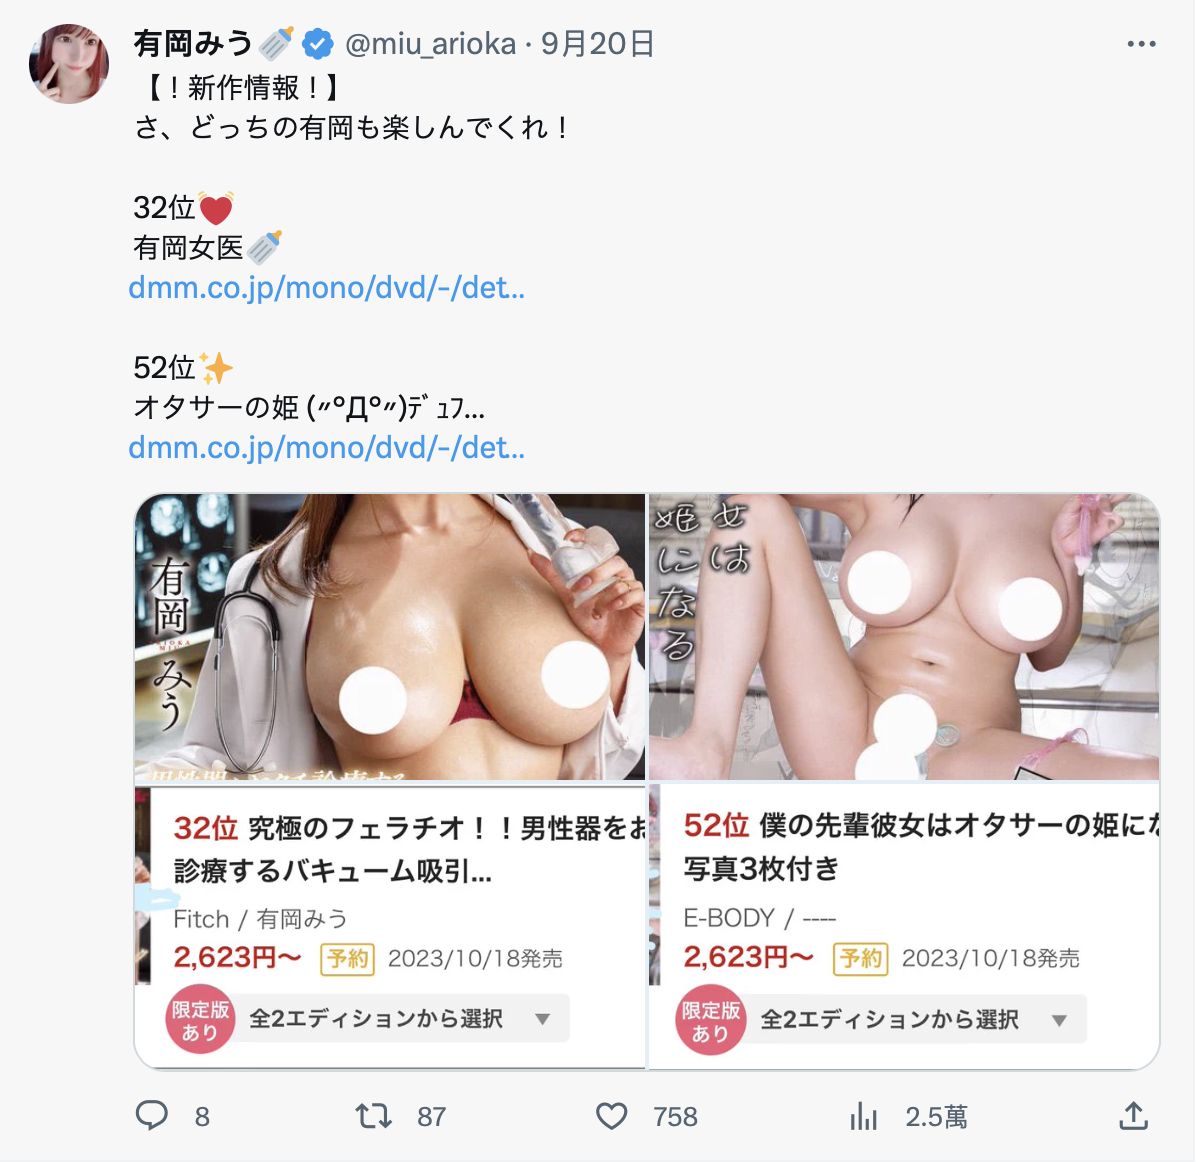 有岡みう @miu_arioka · 9月20日
【！新作情報！】
さ、どっちの有岡も楽しんでくれ！
32位
有岡女医
dmm.co.jp/mono/dvd/-/det…
52位
オタサーの姫 (〃°Д°〃)ﾃﾞｭﾌ…
dmm.co.jp/mono/dvd/-/det…
有岡みう
ARIOKA MIU
女は
姫になる
32位 究極のフェラチオ！！男性器をお
診療するバキューム吸引...
Fitch / 有岡みう
2,623円〜 予約 2023/10/18発売
限定版あり 全2エディションから選択 ▼
52位 僕の先輩彼女はオタサーの姫にな
写真3枚付き
E-BODY / ----
2,623円〜 予約 2023/10/18発売
限定版あり 全2エディションから選択 ▼
8 87 758 2.5萬